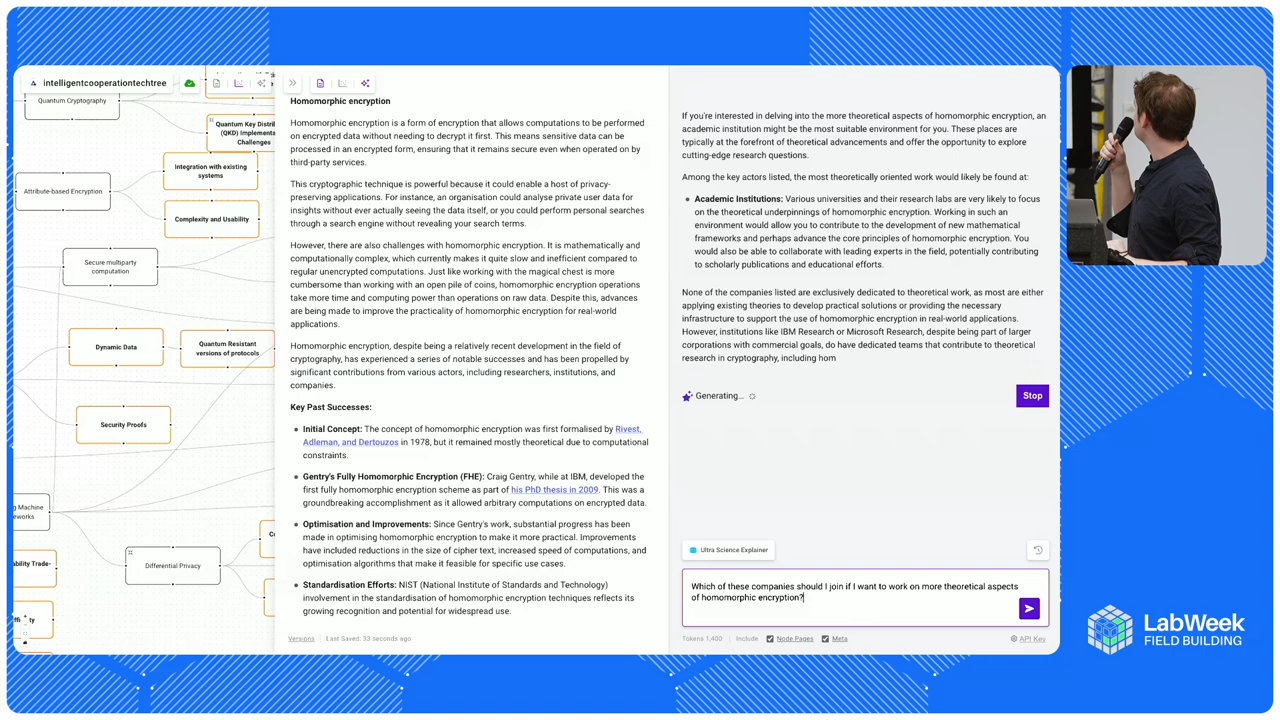 intelligentcooperationtechtree
Quantum Cryptography
Quantum Key Distrib
(QKD) Implementa
Challenges
Integration with existing
systems
Attribute-based Encryption
Complexity and Usability
Secure multiparty
computation
Dynamic Data
Quantum Resistant
versions of protocols
Security Proofs
g Machine
eworks
Differential Privacy
ability Trade-
Homomorphic encryption
Homomorphic encryption is a form of encryption that allows computations to be performed
on encrypted data without needing to decrypt it first. This means sensitive data can be
processed in an encrypted form, ensuring that it remains secure even when operated on by
third-party services.
This cryptographic technique is powerful because it could enable a host of privacy-
preserving applications. For instance, an organisation could analyse private user data for
insights without ever actually seeing the data itself, or you could perform personal searches
through a search engine without revealing your search terms.
However, there are also challenges with homomorphic encryption. It is mathematically and
computationally complex, which currently makes it quite slow and inefficient compared to
regular unencrypted computations. Just like working with the magical chest is more
cumbersome than working with an open pile of coins, homomorphic encryption operations
take more time and computing power than operations on raw data. Despite this, advances
are being made to improve the practicality of homomorphic encryption for real-world
applications.
Homomorphic encryption, despite being a relatively recent development in the field of
cryptography, has experienced a series of notable successes and has been propelled by
significant contributions from various actors, including researchers, institutions, and
companies.
Key Past Successes:
Initial Concept: The concept of homomorphic encryption was first formalised by Rivest,
Adleman, and Dertouzos in 1978, but it remained mostly theoretical due to computational
constraints.
Gentry's Fully Homomorphic Encryption (FHE): Craig Gentry, while at IBM, developed the
first fully homomorphic encryption scheme as part of his PhD thesis in 2009. This was a
groundbreaking accomplishment as it allowed arbitrary computations on encrypted data.
Optimisation and Improvements: Since Gentry's work, substantial progress has been
made in optimising homomorphic encryption to make it more practical. Improvements
have included reductions in the size of cipher text, increased speed of computations, and
optimisation algorithms that make it feasible for specific use cases.
Standardisation Efforts: NIST (National Institute of Standards and Technology)
involvement in the standardisation of homomorphic encryption techniques reflects its
growing recognition and potential for widespread use.
Versions
Last Saved: 33 seconds ago
If you're interested in delving into the more theoretical aspects of homomorphic encryption, an
academic institution might be the most suitable environment for you. These places are
typically at the forefront of theoretical advancements and offer the opportunity to explore
cutting-edge research questions.
Among the key actors listed, the most theoretically oriented work would likely be found at:
Academic Institutions: Various universities and their research labs are very likely to focus
on the theoretical underpinnings of homomorphic encryption. Working in such an
environment would allow you to contribute to the development of new mathematical
frameworks and perhaps advance the core principles of homomorphic encryption. You
would also be able to collaborate with leading experts in the field, potentially contributing
to scholarly publications and educational efforts.
None of the companies listed are exclusively dedicated to theoretical work, as most are either
applying existing theories to develop practical solutions or providing the necessary
infrastructure to support the use of homomorphic encryption in real-world applications.
However, institutions like IBM Research or Microsoft Research, despite being part of larger
corporations with commercial goals, do have dedicated teams that contribute to theoretical
research in cryptography, including hom
Generating...
Stop
Ultra Science Explainer
Which of these companies should I join if I want to work on more theoretical aspects
of homomorphic encryption?
Tokens 1,400
Include
Node Pages
Meta
API Key
LabWeek
FIELD BUILDING